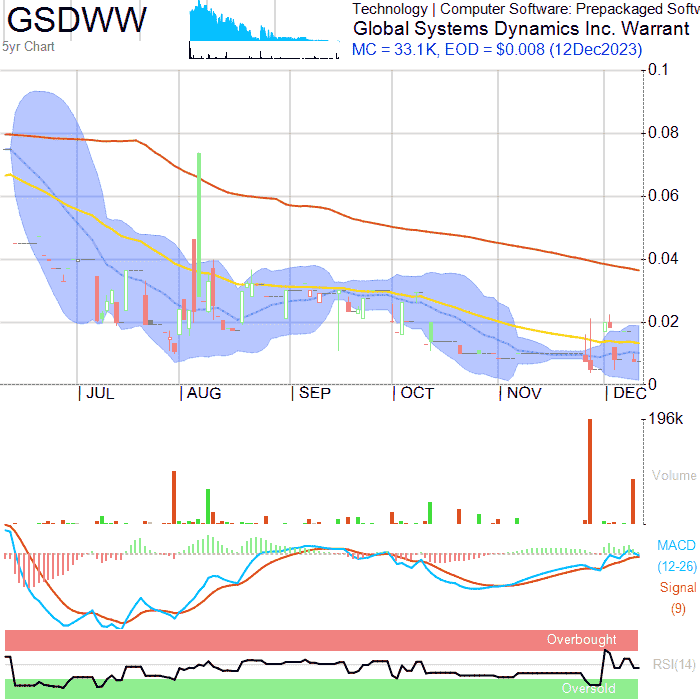 GSDWW
5yr Chart
Technology | Computer Software: Prepackaged Softw
Global Systems Dynamics Inc. Warrant
MC = 33.1K, EOD = $0.008 (12Dec2023)
0.1
0.08
0.06
0.04
0.02
0
JUL
AUG
SEP
OCT
NOV
DEC
196k
Volume
MACD
(12-26)
Signal
(9)
Overbought
RSI(14)
Oversold